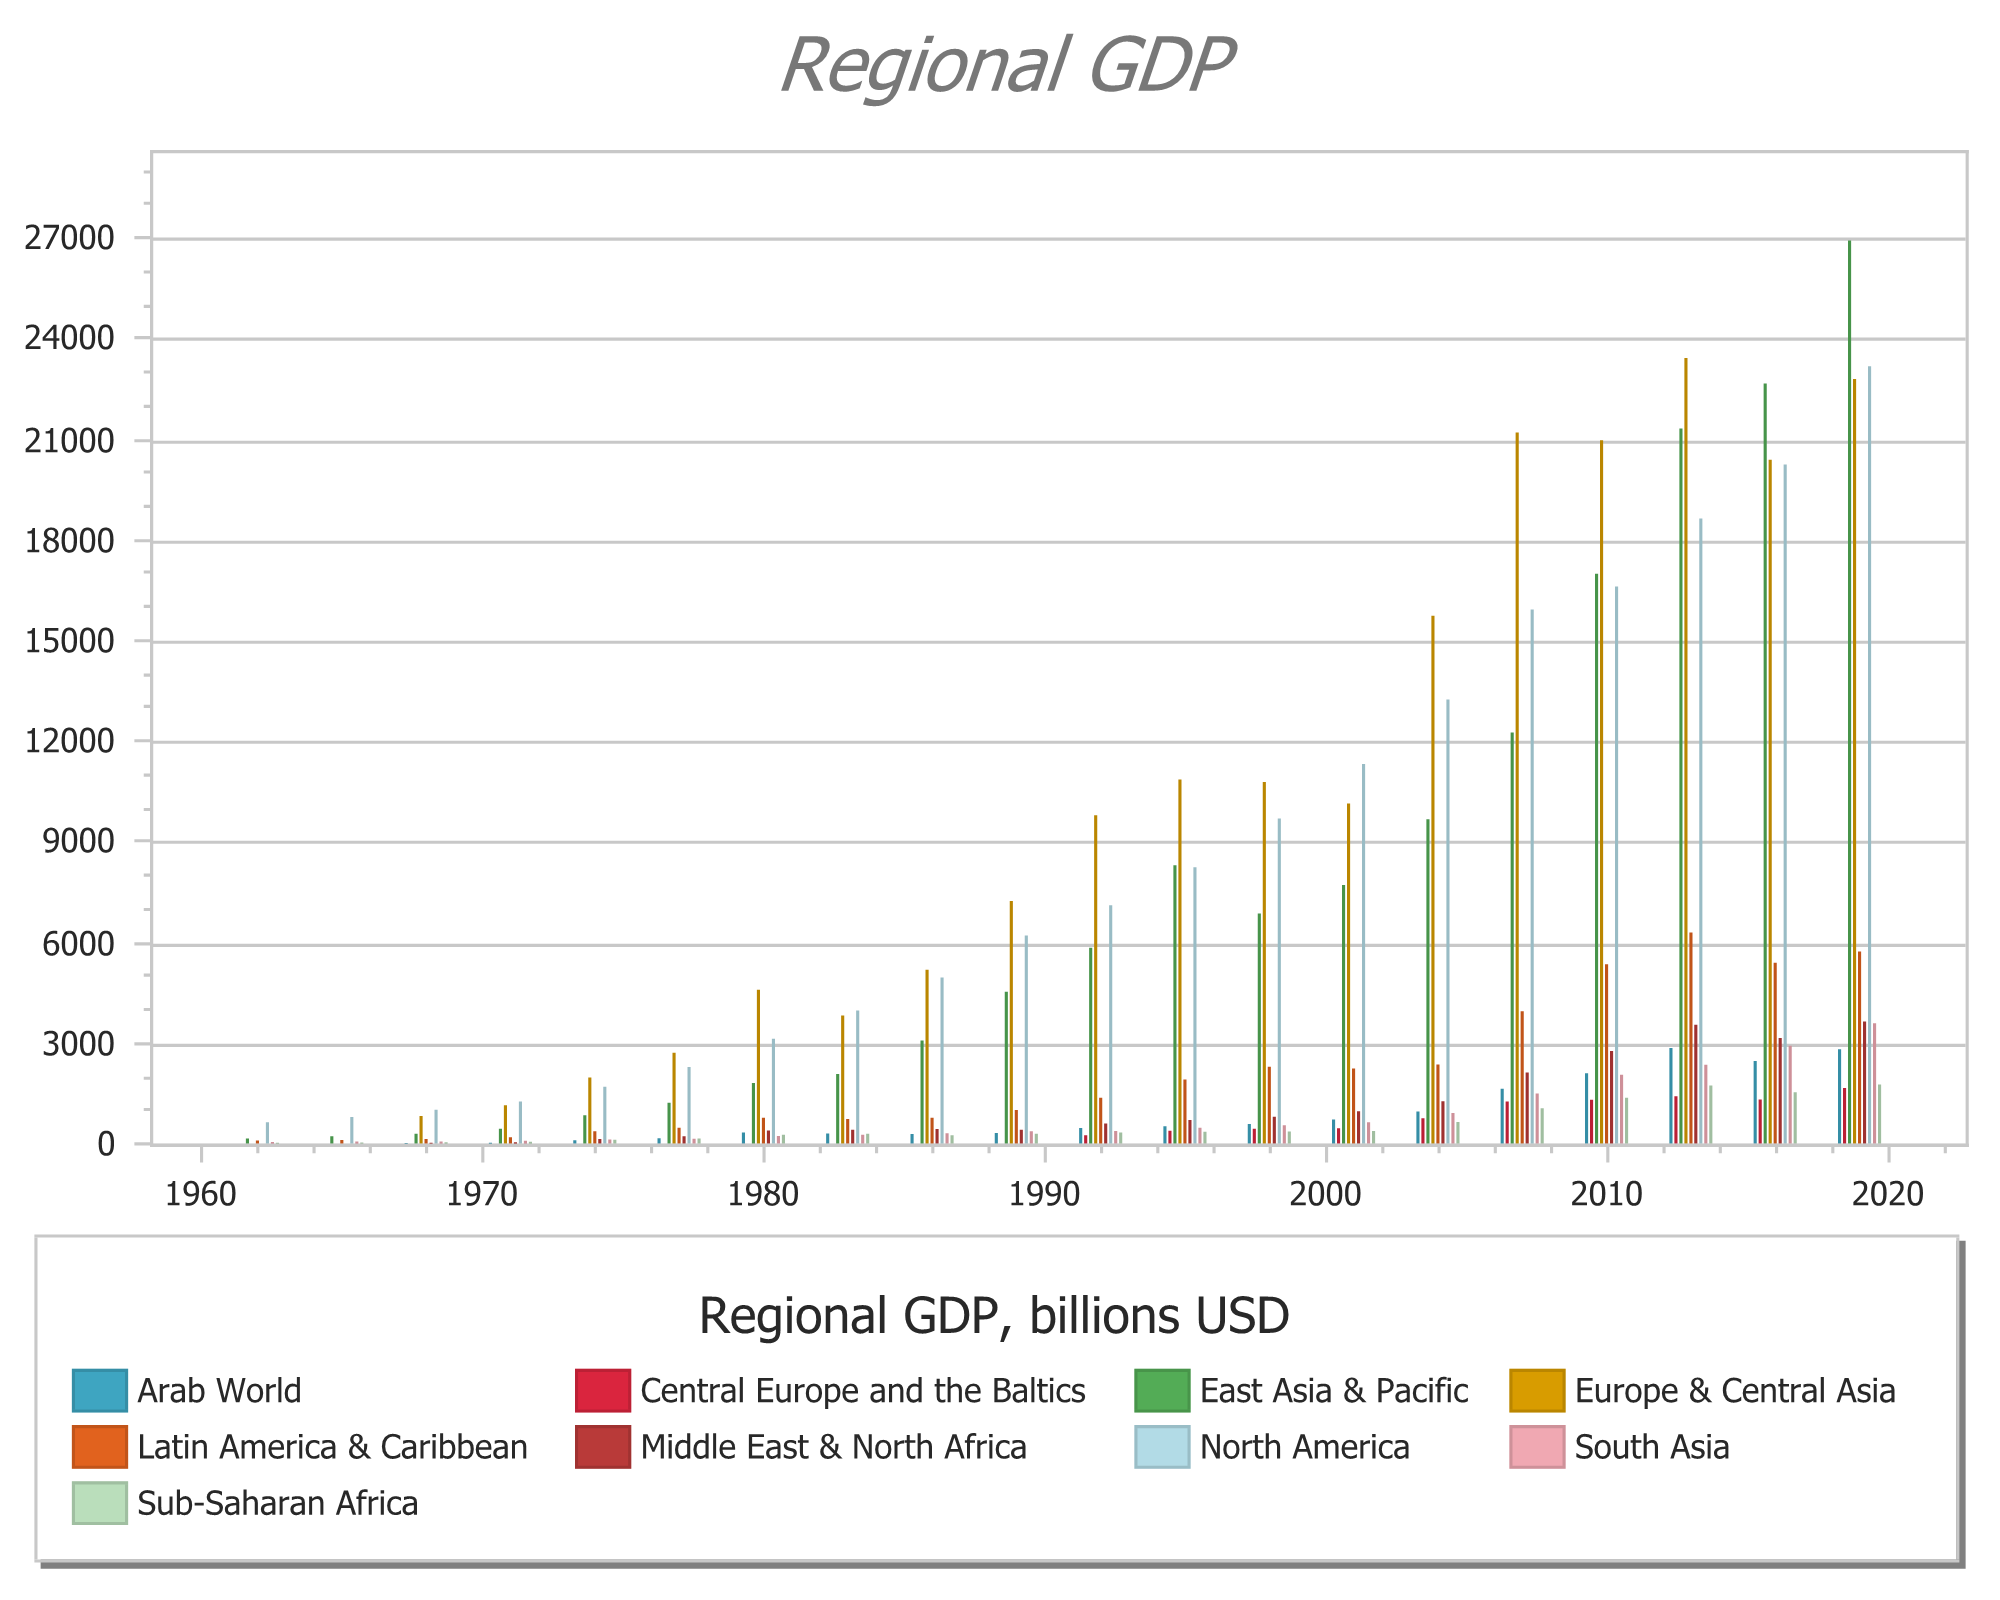 Regional GDP
27000
24000
21000
18000
15000
12000
9000
6000
3000
0
1960 1970 1980 1990 2000 2010 2020
Regional GDP, billions USD
Arab World Central Europe and the Baltics East Asia & Pacific Europe & Central Asia
Latin America & Caribbean Middle East & North Africa North America South Asia
Sub-Saharan Africa